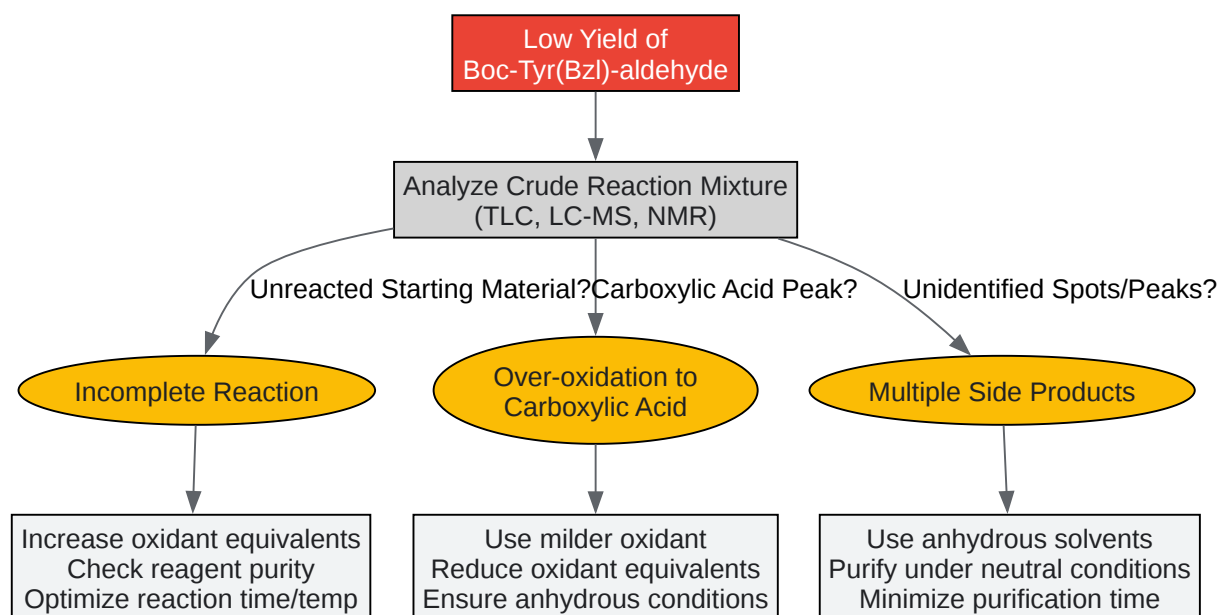 Low Yield of
Boc-Tyr(Bzl)-aldehyde
Analyze Crude Reaction Mixture
(TLC, LC-MS, NMR)
Unreacted Starting Material?
Carboxylic Acid Peak?
Unidentified Spots/Peaks?
Incomplete Reaction
Over-oxidation to
Carboxylic Acid
Multiple Side Products
Increase oxidant equivalents
Check reagent purity
Optimize reaction time/temp
Use milder oxidant
Reduce oxidant equivalents
Ensure anhydrous conditions
Use anhydrous solvents
Purify under neutral conditions
Minimize purification time